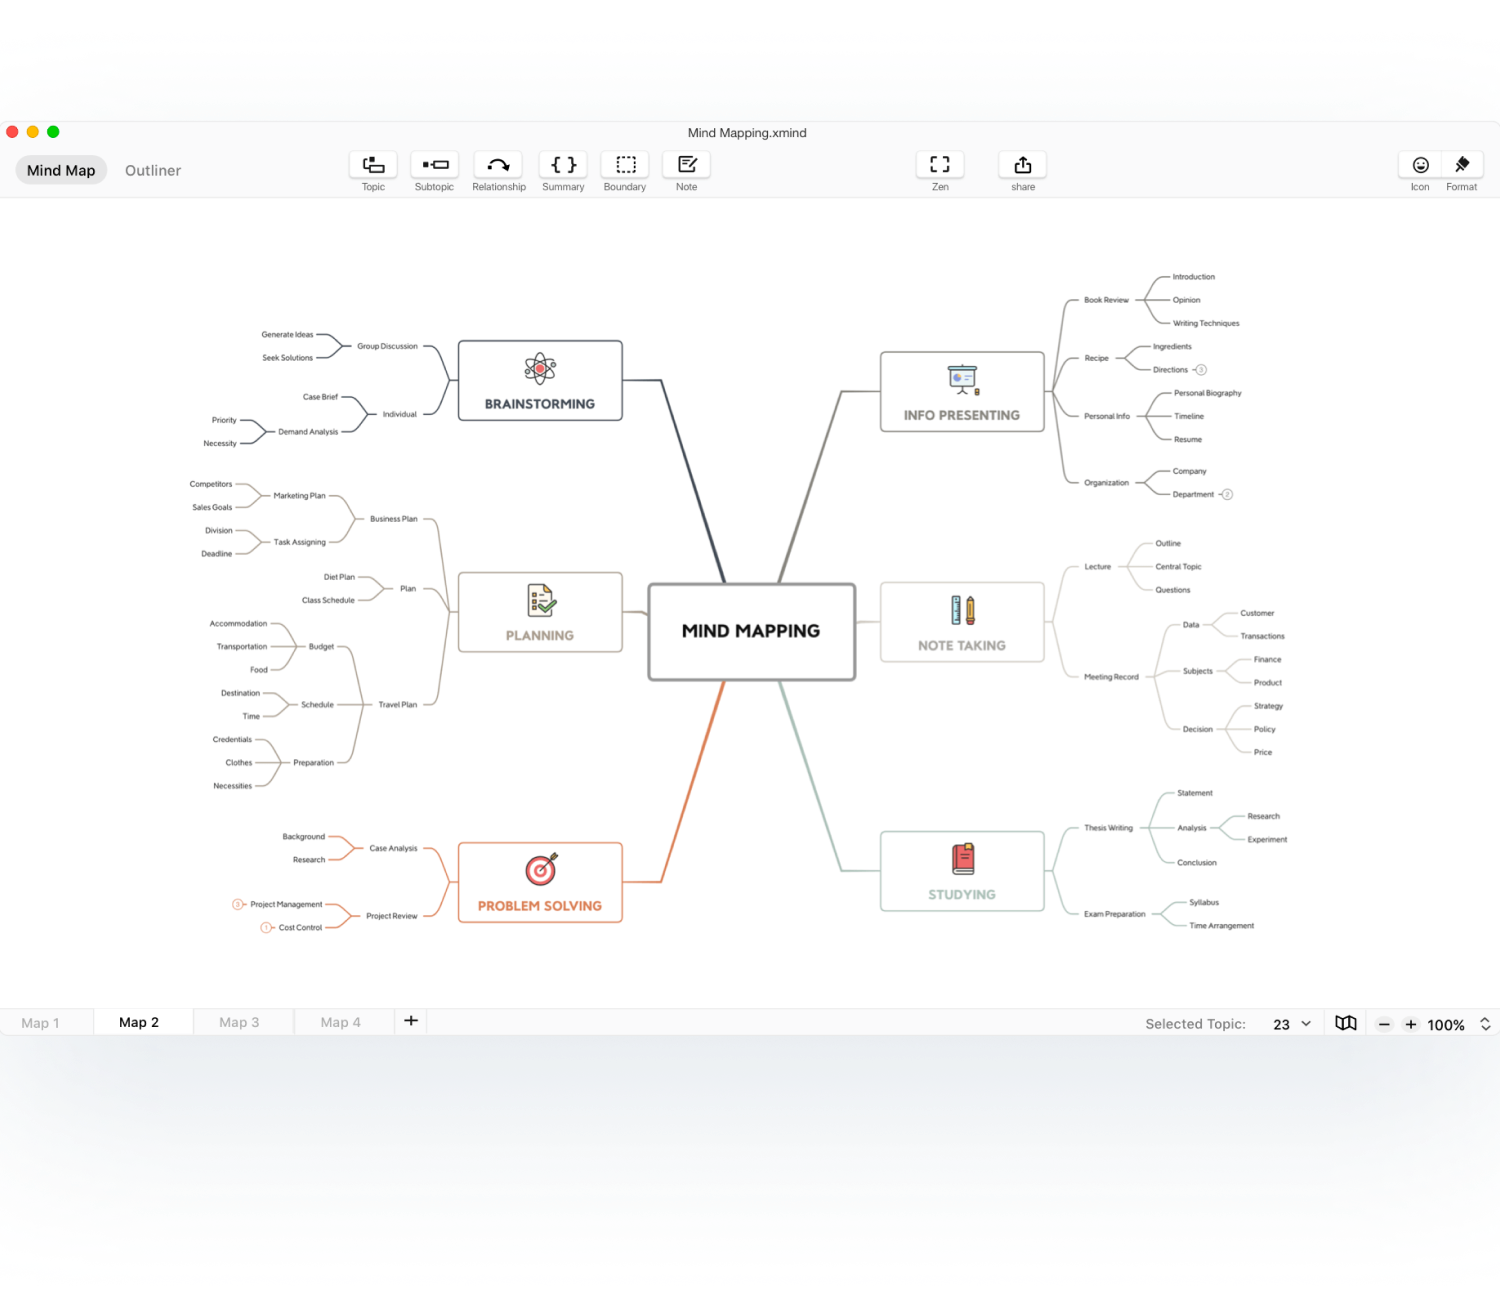 Mind Mapping.xmind
Mind Map
Outliner
Topic
Subtopic
Relationship
Summary
Boundary
Note
Zen
share
Icon
Format
Generate Ideas
Seek Solutions
Group Discussion
Case Brief
Individual
Priority
Demand Analysis
Necessity
BRAINSTORMING
Competitors
Sales Goals
Marketing Plan
Division
Deadline
Task Assigning
Business Plan
Diet Plan
Class Schedule
Plan
Accommodation
Transportation
Food
Budget
Destination
Time
Schedule
Travel Plan
Credentials
Clothes
Necessities
Preparation
PLANNING
Background
Research
Case Analysis
3
Project Management
1
Cost Control
Project Review
PROBLEM SOLVING
MIND MAPPING
INFO PRESENTING
Book Review
Introduction
Opinion
Writing Techniques
Recipe
Ingredients
Directions
3
Personal Info
Personal Biography
Timeline
Resume
Organization
Company
Department
2
NOTE TAKING
Lecture
Outline
Central Topic
Questions
Meeting Record
Data
Customer
Transactions
Subjects
Finance
Product
Decision
Strategy
Policy
Price
STUDYING
Thesis Writing
Statement
Analysis
Research
Experiment
Conclusion
Exam Preparation
Syllabus
Time Arrangement
Map 1
Map 2
Map 3
Map 4
Selected Topic:
23
100%